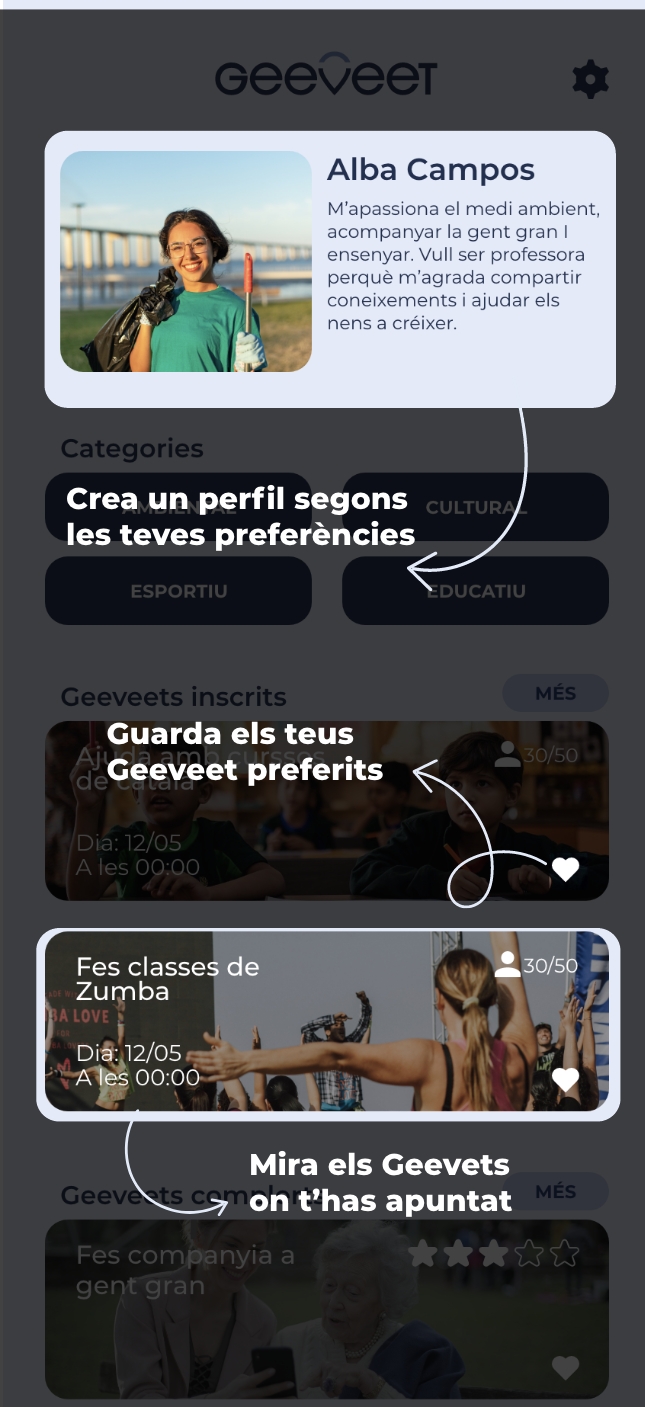 GEEVEET
Alba Campos
M'apassiona el medi ambient,
acompanyar la gent gran I
ensenyar. Vull ser professora
perquè m'agrada compartir
coneixements i ajudar els
nens a créixer.
Categories
AMBIENTAL
CULTURAL
Crea un perfil segons
les teves preferències
ESPORTIU
EDUCATIU
Geeveets inscrits
MÉS
Guarda els teus
Geeveet preferits
Ajuda amb cursses
de català
30/50
Dia: 12/05
A les 00:00
Fes classes de
Zumba
30/50
BA LOVE
Dia: 12/05
A les 00:00
Mira els Geevets
on t'has apuntat
Geeveets complerts
MÉS
Fes companyia a
gent gran